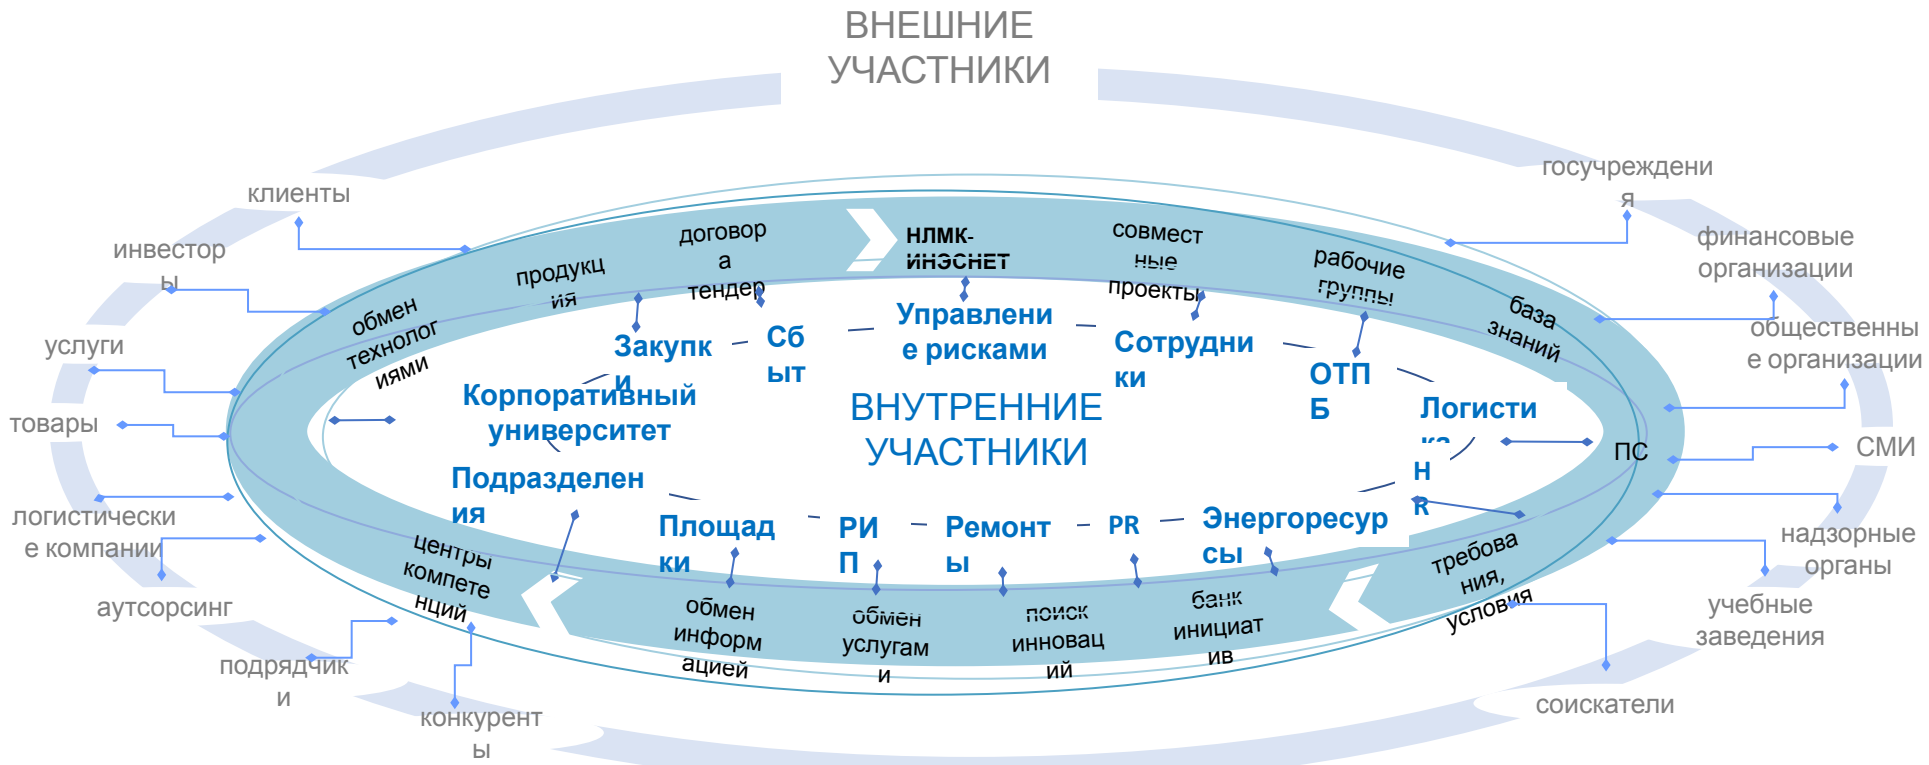 ВНЕШНИЕ
УЧАСТНИКИ
клиенты
инвестор
ы
услуги
товары
логистически
е компании
аутсорсинг
подрядчик
и
конкурент
ы
госучреждени
я
финансовые
организации
общественны
е организации
СМИ
надзорные
органы
учебные
заведения
соискатели
обмен
технолог
иями
продукц
ия
договор
а
тендер
НЛМК-
ИНЭСНЕТ
совмест
ные
проекты
рабочие
группы
база
знаний
ПС
требова
ния,
условия
банк
инициат
ив
поиск
инновац
ий
обмен
услугам
и
обмен
информ
ацией
центры
компете
нций
Закупк
и
Сб
ыт
Управлени
е рисками
Сотрудни
ки
ОТП
Б
Логисти
ка
H
R
Корпоративный
университет
Подразделен
ия
Площад
ки
РИ
П
Ремонт
ы
PR
Энергоресур
сы
ВНУТРЕННИЕ
УЧАСТНИКИ